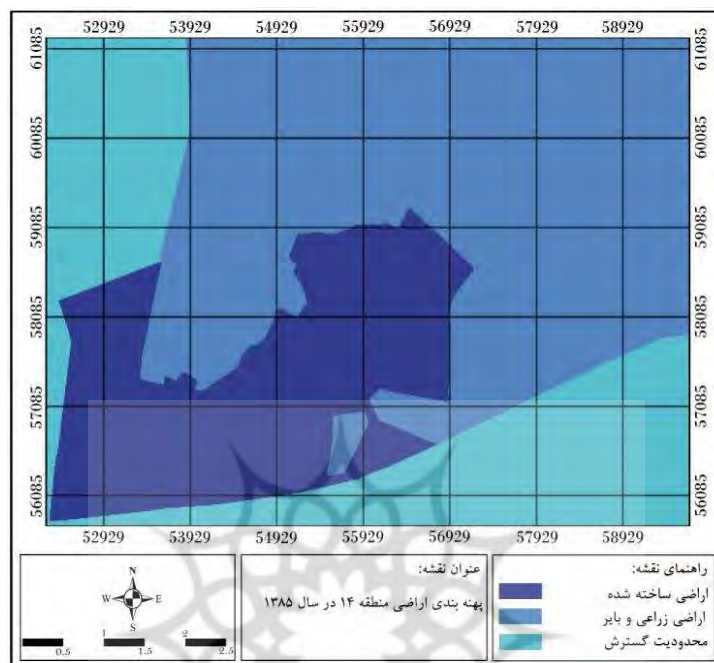 52929 53929 54929 55929 56929 57929 58929
61085 61085
60085 60085
59085 59085
58085 58085
57085 57085
56085 56085
52929 53929 54929 55929 56929 57929 58929
راهنمای نقشه:
اراضی ساخته شده
اراضی زراعی و بایر
محدودیت گسترش
عنوان نقشه:
پهنه بندی اراضی منطقه ۱۴ در سال ۱۳۸۵
N
W E
S
1 2
0.5 1.5 2.5